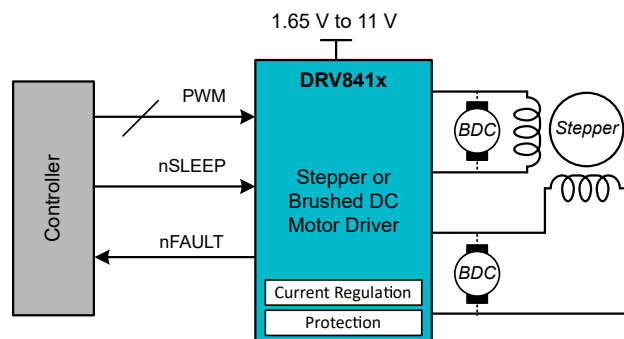 1.65 V to 11 V
DRV841x
PWM
BDC
Stepper
nSLEEP
Controller
Stepper or
Brushed DC
Motor Driver
nFAULT
BDC
Current Regulation
Protection